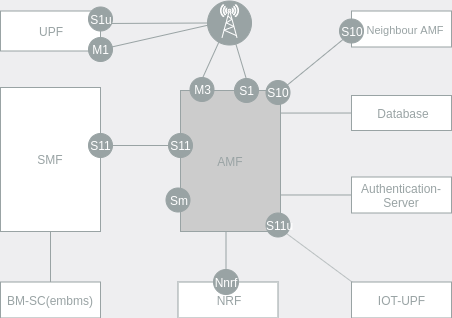 S1u
UPF
M1
S10
Neighbour AMF
M3
S1
S10
Database
S11
S11
SMF
AMF
Authentication-
Server
Sm
S11u
Nnrf
BM-SC(embms)
NRF
IOT-UPF